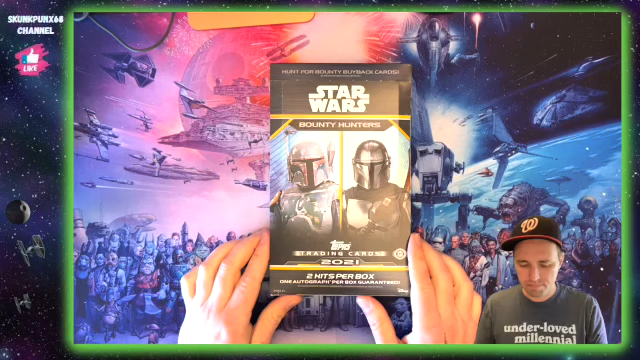 SKUNKPUNX68
CHANNEL
LIKE
HUNT FOR BOUNTY BUYBACK CARDS!
STAR
WARS
BOUNTY HUNTERS
Topps
TRADING CARDS
2021
2 HITS PER BOX
ONE AUTOGRAPH PER BOX GUARANTEED!
Disney
W
under-loved
millennial